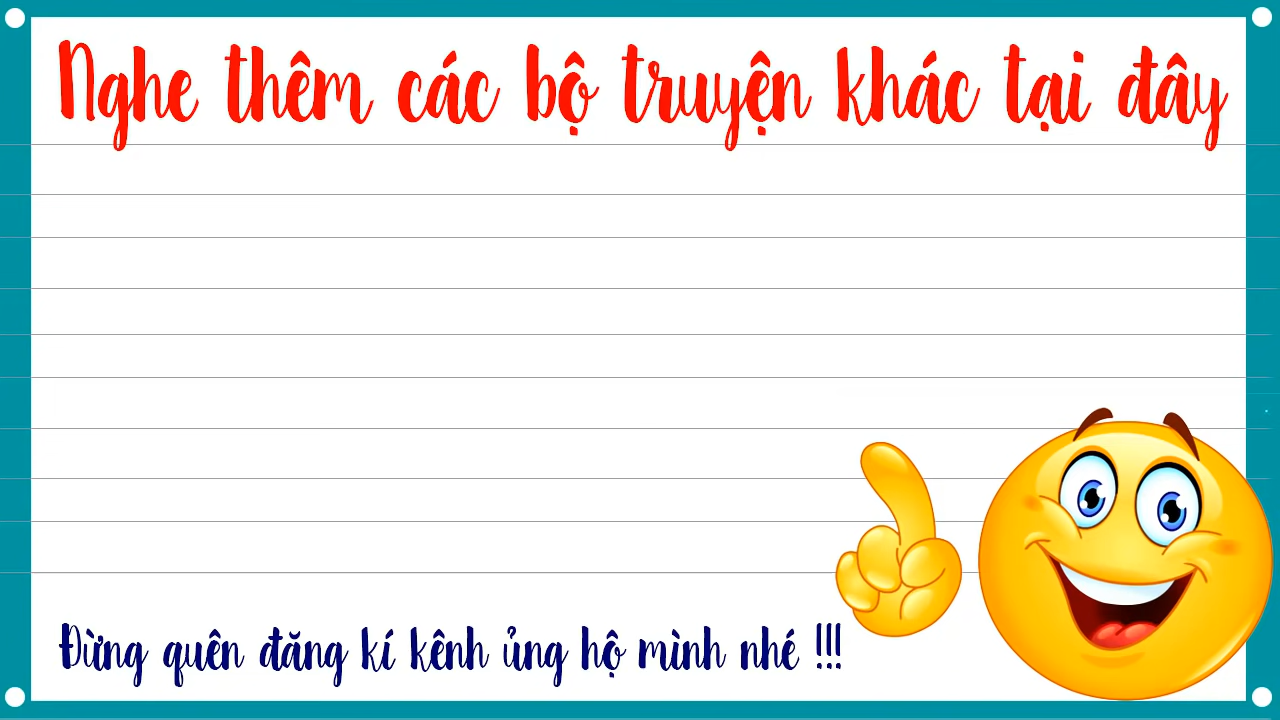 Nghe thêm các bộ truyện khác tại đây
Đừng quên đăng kí kênh ủng hộ mình nhé !!!